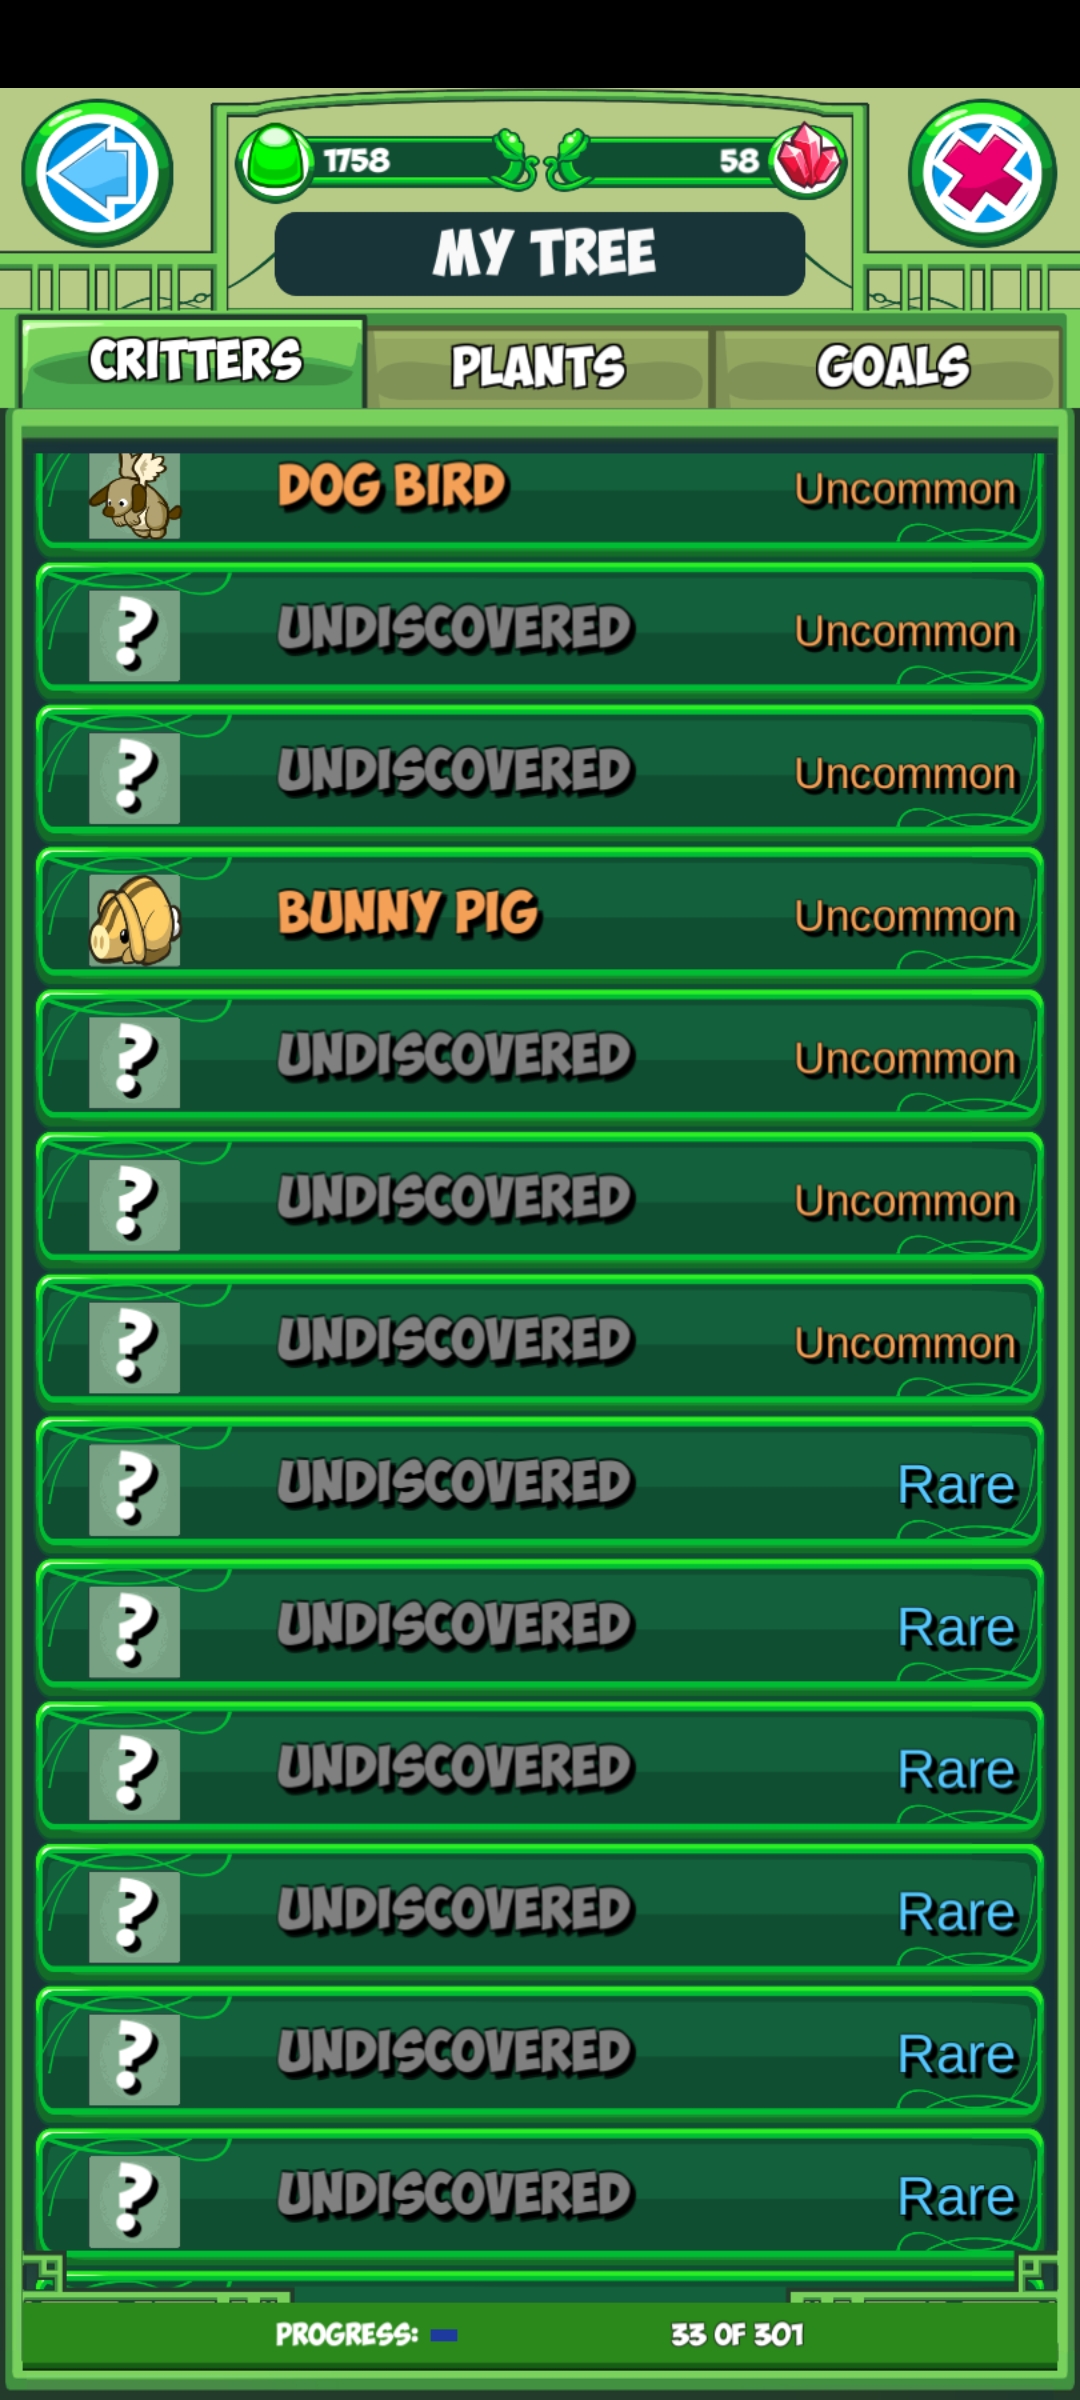 1758
58
MY TREE
CRITTERS
PLANTS
GOALS
DOG BIRD
Uncommon
?
UNDISCOVERED
Uncommon
?
UNDISCOVERED
Uncommon
BUNNY PIG
Uncommon
?
UNDISCOVERED
Uncommon
?
UNDISCOVERED
Uncommon
?
UNDISCOVERED
Uncommon
?
UNDISCOVERED
Rare
?
UNDISCOVERED
Rare
?
UNDISCOVERED
Rare
?
UNDISCOVERED
Rare
?
UNDISCOVERED
Rare
?
UNDISCOVERED
Rare
PROGRESS:
33 OF 301